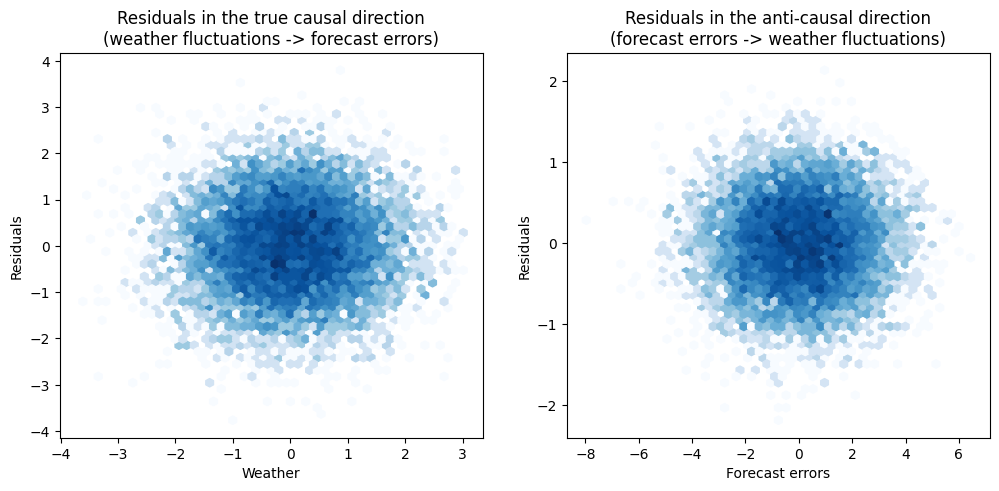 Residuals in the true causal direction
(weather fluctuations -> forecast errors)
4
3
2
1
0
−1
−2
−3
−4
Residuals
−4 −3 −2 −1 0 1 2 3
Weather
Residuals in the anti-causal direction
(forecast errors -> weather fluctuations)
2
1
0
−1
−2
Residuals
−8 −6 −4 −2 0 2 4 6
Forecast errors